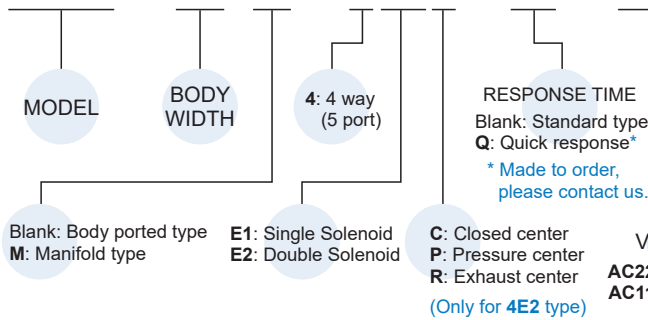 MODEL
BODY
WIDTH
4: 4 way
(5 port)
RESPONSE TIME
Blank: Standard type
Q: Quick response*
* Made to order,
please contact us.
Blank: Body ported type
M: Manifold type
E1: Single Solenoid
E2: Double Solenoid
C: Closed center
P: Pressure center
R: Exhaust center
(Only for 4E2 type)